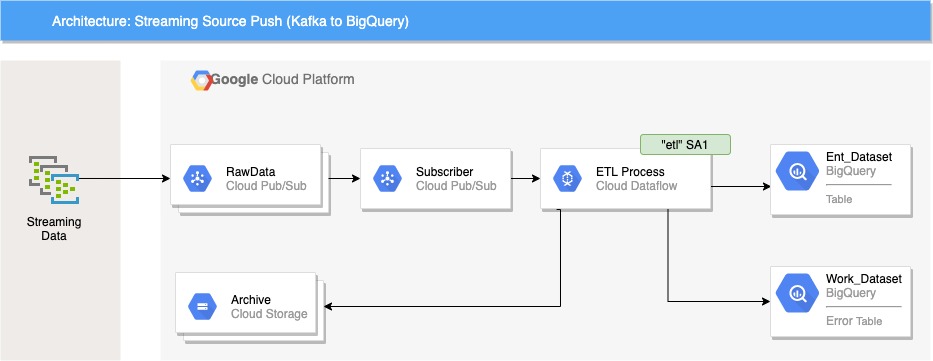 Architecture: Streaming Source Push (Kafka to BigQuery)
Google Cloud Platform
"etl" SA1
RawData
Cloud Pub/Sub
Subscriber
Cloud Pub/Sub
ETL Process
Cloud Dataflow
Ent_Dataset
BigQuery
Table
Streaming
Data
Archive
Cloud Storage
Work_Dataset
BigQuery
Error Table